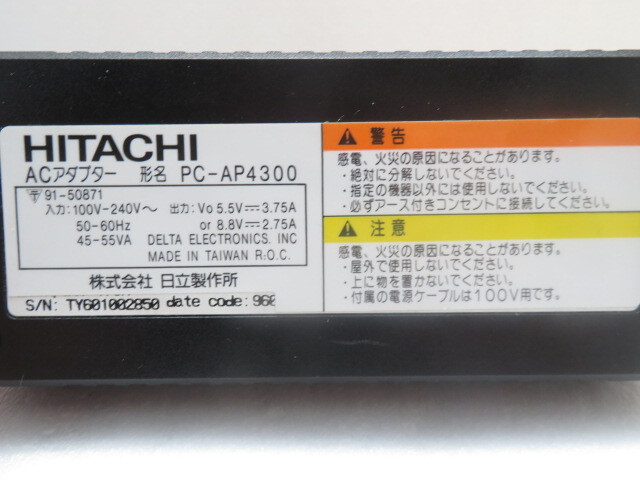 HITACHI
ACアダプター 形名 PC-AP4300
91-50871
入力:100V-240V～ 出力:Vo 5.5V⎓3.75A
50-60Hz or 8.8V⎓2.75A
45-55VA DELTA ELECTRONICS. INC
MADE IN TAIWAN R.O.C.
株式会社 日立製作所
S/N: TY601002850 date code: 960
警告
感電、火災の原因になることがあります。
・絶対に分解しないでください。
・指定の機器以外には使用しないでください。
・必ずアース付きコンセントに接続してください。
注意
感電、火災の原因になることがあります。
・屋外で使用しないでください。
・上に物を置かないでください。
・付属の電源ケーブルは100V用です。